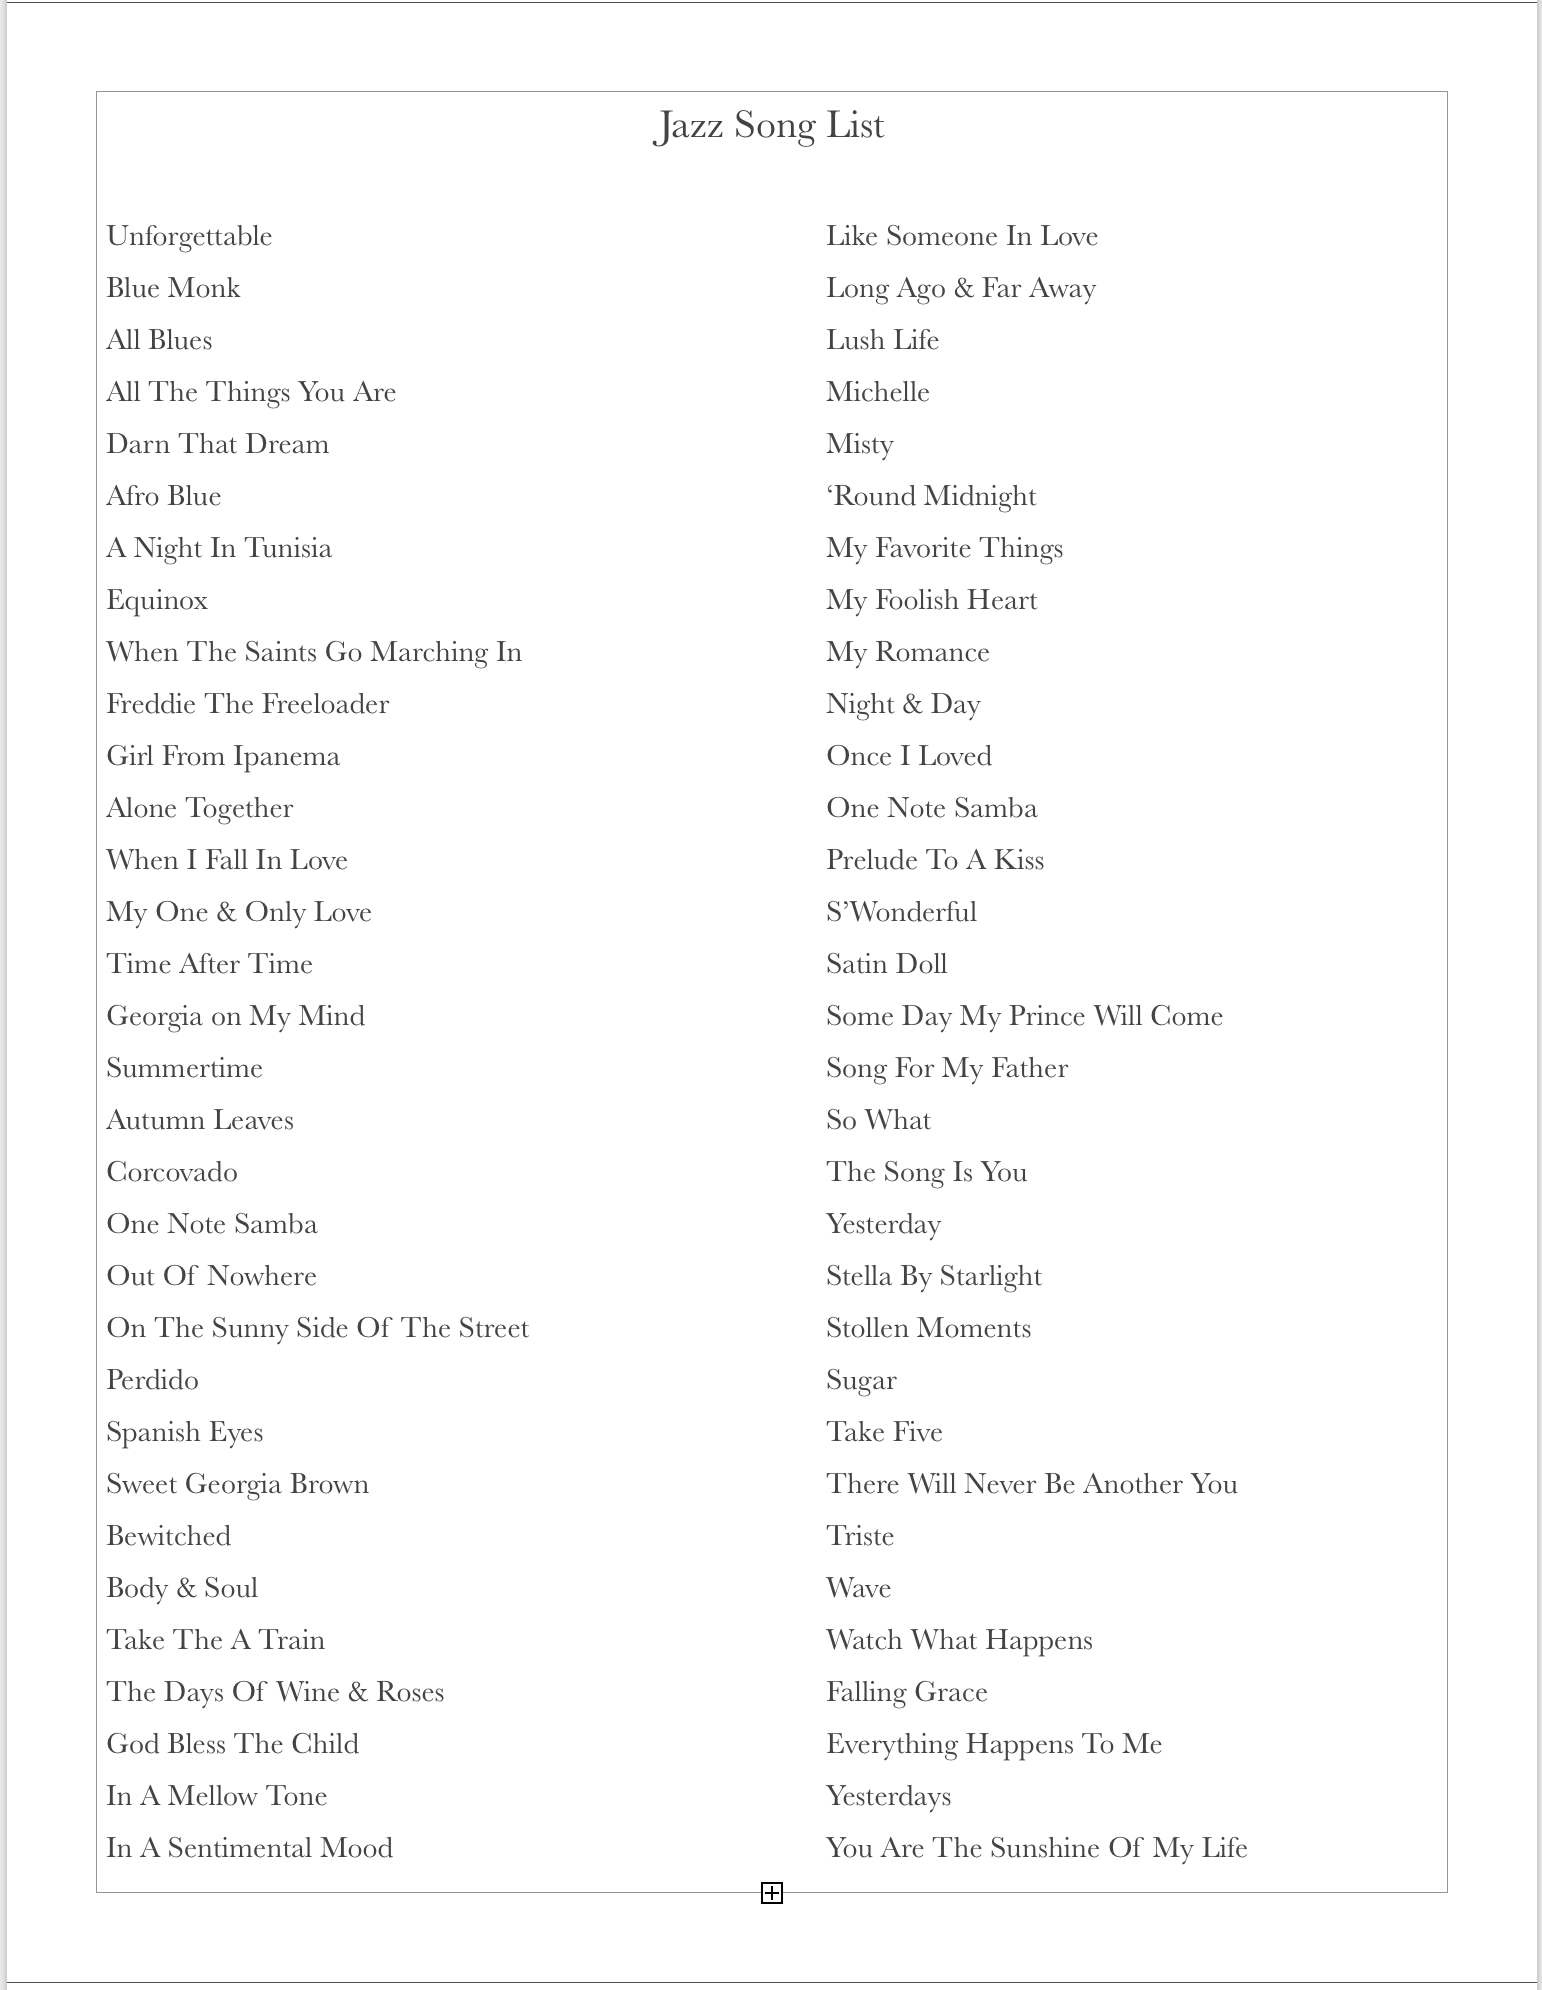 Jazz Song List
Unforgettable
Blue Monk
All Blues
All The Things You Are
Darn That Dream
Afro Blue
A Night In Tunisia
Equinox
When The Saints Go Marching In
Freddie The Freeloader
Girl From Ipanema
Alone Together
When I Fall In Love
My One & Only Love
Time After Time
Georgia on My Mind
Summertime
Autumn Leaves
Corcovado
One Note Samba
Out Of Nowhere
On The Sunny Side Of The Street
Perdido
Spanish Eyes
Sweet Georgia Brown
Bewitched
Body & Soul
Take The A Train
The Days Of Wine & Roses
God Bless The Child
In A Mellow Tone
In A Sentimental Mood
Like Someone In Love
Long Ago & Far Away
Lush Life
Michelle
Misty
‘Round Midnight
My Favorite Things
My Foolish Heart
My Romance
Night & Day
Once I Loved
One Note Samba
Prelude To A Kiss
S’Wonderful
Satin Doll
Some Day My Prince Will Come
Song For My Father
So What
The Song Is You
Yesterday
Stella By Starlight
Stollen Moments
Sugar
Take Five
There Will Never Be Another You
Triste
Wave
Watch What Happens
Falling Grace
Everything Happens To Me
Yesterdays
You Are The Sunshine Of My Life